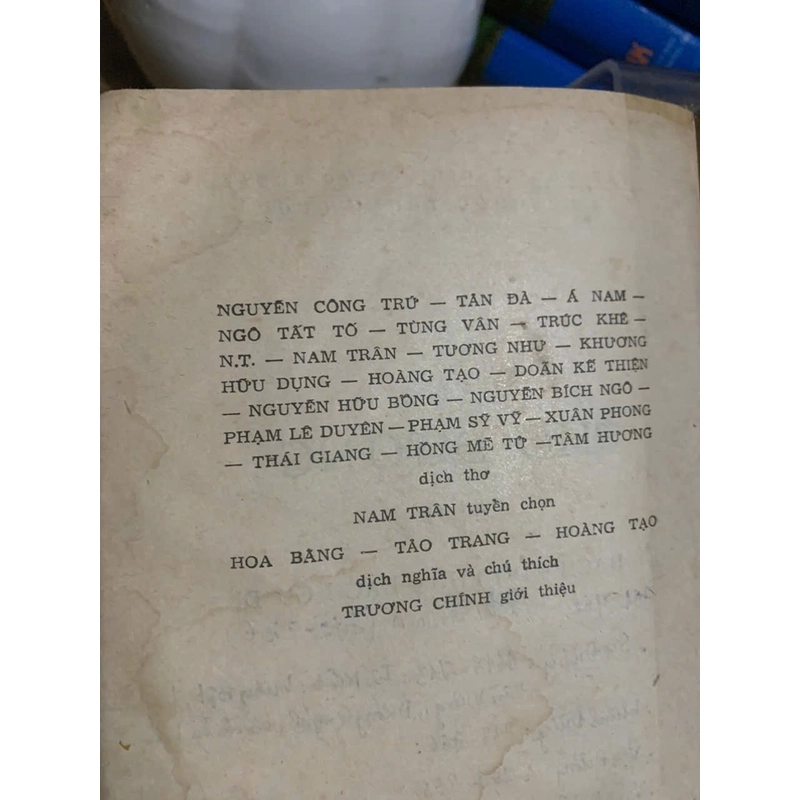 NGUYỄN CÔNG TRỨ — TẢN ĐÀ — Á NAM —
NGÔ TẤT TỐ — TÙNG VÂN — TRÚC KHÊ —
N.T. — NAM TRÂN — TƯƠNG NHƯ — KHƯƠNG
HỮU DỤNG — HOÀNG TẠO — DOÃN KẾ THIỆN
— NGUYỄN HỮU BỔNG — NGUYỄN BÍCH NGÔ —
PHẠM LÊ DUYÊN — PHẠM SỸ VỸ — XUÂN PHONG
— THÁI GIANG — HỒNG MẾ TỬ — TÂM HƯƠNG
dịch thơ
NAM TRÂN tuyển chọn
HOA BẰNG — TẢO TRANG — HOÀNG TẠO
dịch nghĩa và chú thích
TRƯƠNG CHÍNH giới thiệu